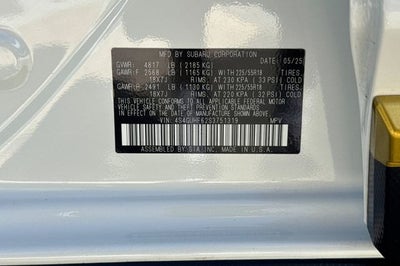 MFD BY SUBARU CORPORATION 05/25
GVWR: 4817 LB (2185 KG)
GAWR:F 2568 LB (1165 KG) WITH 225/55R18 TIRES,
18X7J RIMS, AT 230 KPA (33 PSI) COLD
GAWR:R 2491 LB (1130 KG) WITH 225/55R18 TIRES,
18X7J RIMS, AT 220 KPA (32 PSI) COLD
THIS VEHICLE CONFORMS TO ALL APPLICABLE FEDERAL MOTOR
VEHICLE SAFETY AND THEFT PREVENTION STANDARDS
IN EFFECT ON THE DATE OF MANUFACTURE SHOWN ABOVE.
VIN: 4S4GUHF62S3751319 MPV
ASSEMBLED BY SIA, INC. MADE IN U.S.A.